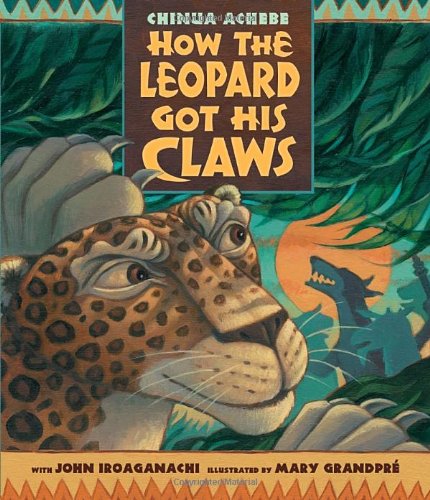 CHINUA ACHEBE
HOW THE
LEOPARD
GOT HIS
CLAWS
WITH JOHN IROAGANACHI ILLUSTRATED BY MARY GRANDPRÉ